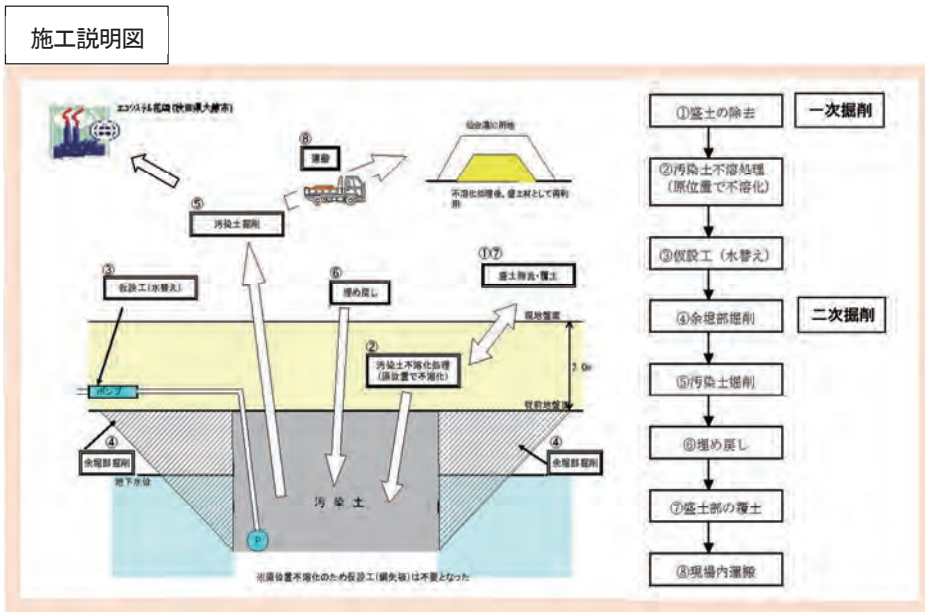 施工説明図
エコシステム花岡(秋田県大館市)
⑧
運搬
仙台港に用地
不溶化処理後、盛土材として再利
用
⑤
汚染土掘削
③
仮設工(水替え)
⑥
埋め戻し
①⑦
盛土除去・覆土
現地盤面
②
汚染土不溶化処理
(原位置で不溶化)
2.0m
ポンプ
従前地盤面
④
余堀部掘削
④
余堀部掘削
地下水位
汚 染 土
P
※原位置不溶化のため仮設工(鋼矢板)は不要となった
①盛土の除去
一次掘削
②汚染土不溶処理
(原位置で不溶化)
③仮設工(水替え)
④余堀部掘削
二次掘削
⑤汚染土掘削
⑥埋め戻し
⑦盛土部の覆土
⑧現場内運搬